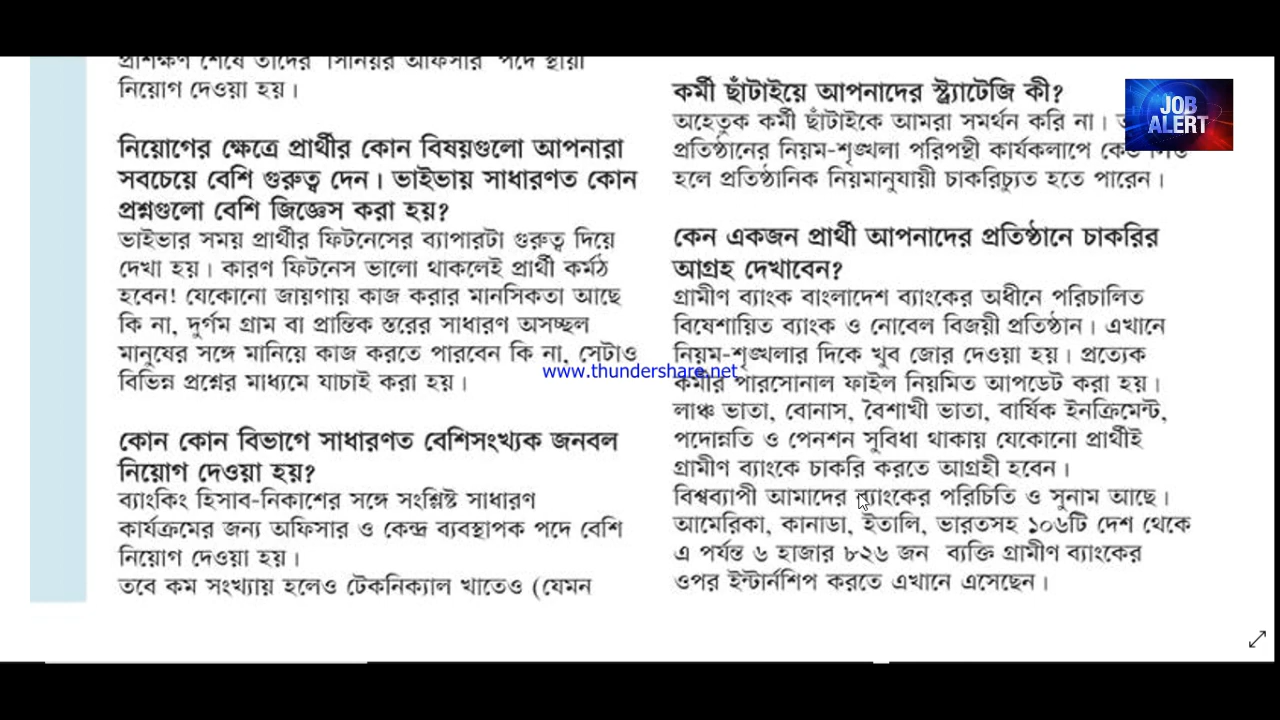 প্রশিক্ষণ শেষে তাদের 'সিনিয়র অফিসার' পদে স্থায়ী
নিয়োগ দেওয়া হয়।
নিয়োগের ক্ষেত্রে প্রার্থীর কোন বিষয়গুলো আপনারা
সবচেয়ে বেশি গুরুত্ব দেন। ভাইভায় সাধারণত কোন
প্রশ্নগুলো বেশি জিজ্ঞেস করা হয়?
ভাইভার সময় প্রার্থীর ফিটনেসের ব্যাপারটা গুরুত্ব দিয়ে
দেখা হয়। কারণ ফিটনেস ভালো থাকলেই প্রার্থী কর্মঠ
হবেন! যেকোনো জায়গায় কাজ করার মানসিকতা আছে
কি না, দুর্গম গ্রাম বা প্রান্তিক স্তরের সাধারণ অসচ্ছল
মানুষের সঙ্গে মানিয়ে কাজ করতে পারবেন কি না, সেটাও
বিভিন্ন প্রশ্নের মাধ্যমে যাচাই করা হয়।
কোন কোন বিভাগে সাধারণত বেশিসংখ্যক জনবল
নিয়োগ দেওয়া হয়?
ব্যাংকিং হিসাব-নিকাশের সঙ্গে সংশ্লিষ্ট সাধারণ
কার্যক্রমের জন্য অফিসার ও কেন্দ্র ব্যবস্থাপক পদে বেশি
নিয়োগ দেওয়া হয়।
তবে কম সংখ্যায় হলেও টেকনিক্যাল খাতেও (যেমন
কর্মী ছাঁটাইয়ে আপনাদের স্ট্র্যাটেজি কী?
অহেতুক কর্মী ছাঁটাইকে আমরা সমর্থন করি না।
প্রতিষ্ঠানের নিয়ম-শৃঙ্খলা পরিপন্থী কার্যকলাপে
হলে প্রতিষ্ঠানিক নিয়মানুযায়ী চাকরিচ্যুত হতে পারেন।
কেন একজন প্রার্থী আপনাদের প্রতিষ্ঠানে চাকরির
আগ্রহ দেখাবেন?
গ্রামীণ ব্যাংক বাংলাদেশ ব্যাংকের অধীনে পরিচালিত
বিষেশায়িত ব্যাংক ও নোবেল বিজয়ী প্রতিষ্ঠান। এখানে
নিয়ম-শৃঙ্খলার দিকে খুব জোর দেওয়া হয়। প্রত্যেক
কর্মীর পারসোনাল ফাইল নিয়মিত আপডেট করা হয়।
লাঞ্চ ভাতা, বোনাস, বৈশাখী ভাতা, বার্ষিক ইনক্রিমেন্ট,
পদোন্নতি ও পেনশন সুবিধা থাকায় যেকোনো প্রার্থীই
গ্রামীণ ব্যাংকে চাকরি করতে আগ্রহী হবেন।
বিশ্বব্যাপী আমাদের ব্যাংকের পরিচিতি ও সুনাম আছে।
আমেরিকা, কানাডা, ইতালি, ভারতসহ ১০৬টি দেশ থেকে
এ পর্যন্ত ৬ হাজার ৮২৬ জন ব্যক্তি গ্রামীণ ব্যাংকের
ওপর ইন্টার্নশিপ করতে এখানে এসেছেন।
JOB
ALERT
www.thundershare.net